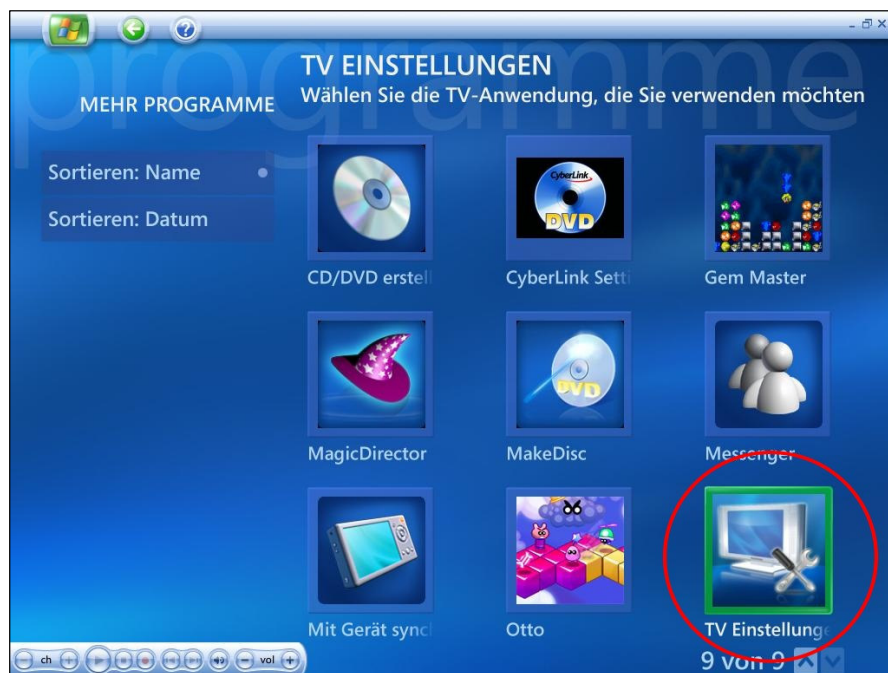 programme
TV EINSTELLUNGEN
Wählen Sie die TV-Anwendung, die Sie verwenden möchten
MEHR PROGRAMME
Sortieren: Name
Sortieren: Datum
CyberLink
DVD
CD/DVD erstell
CyberLink Setti
Gem Master
DVD
MagicDirector
MakeDisc
Messenger
Mit Gerät sync
Otto
TV Einstellunge
9 von 9
ch
vol